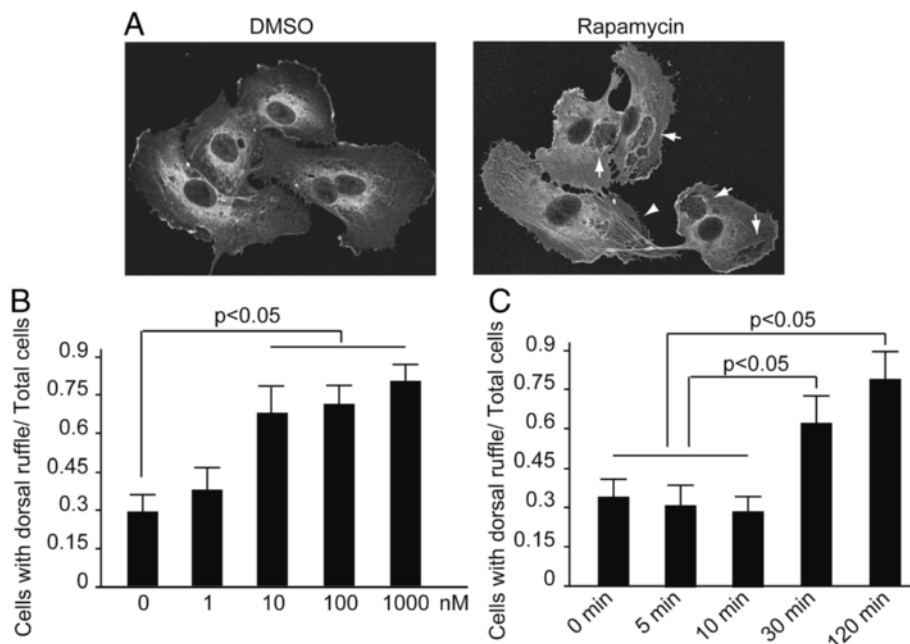 A
DMSO
Rapamycin
B
p<0.05
Cells with dorsal ruffle/ Total cells
0.9
0.75
0.6
0.45
0.3
0.15
0
0 1 10 100 1000 nM
C
p<0.05
p<0.05
Cells with dorsal ruffle/ Total cells
0.9
0.75
0.6
0.45
0.3
0.15
0
0 min 5 min 10 min 30 min 120 min